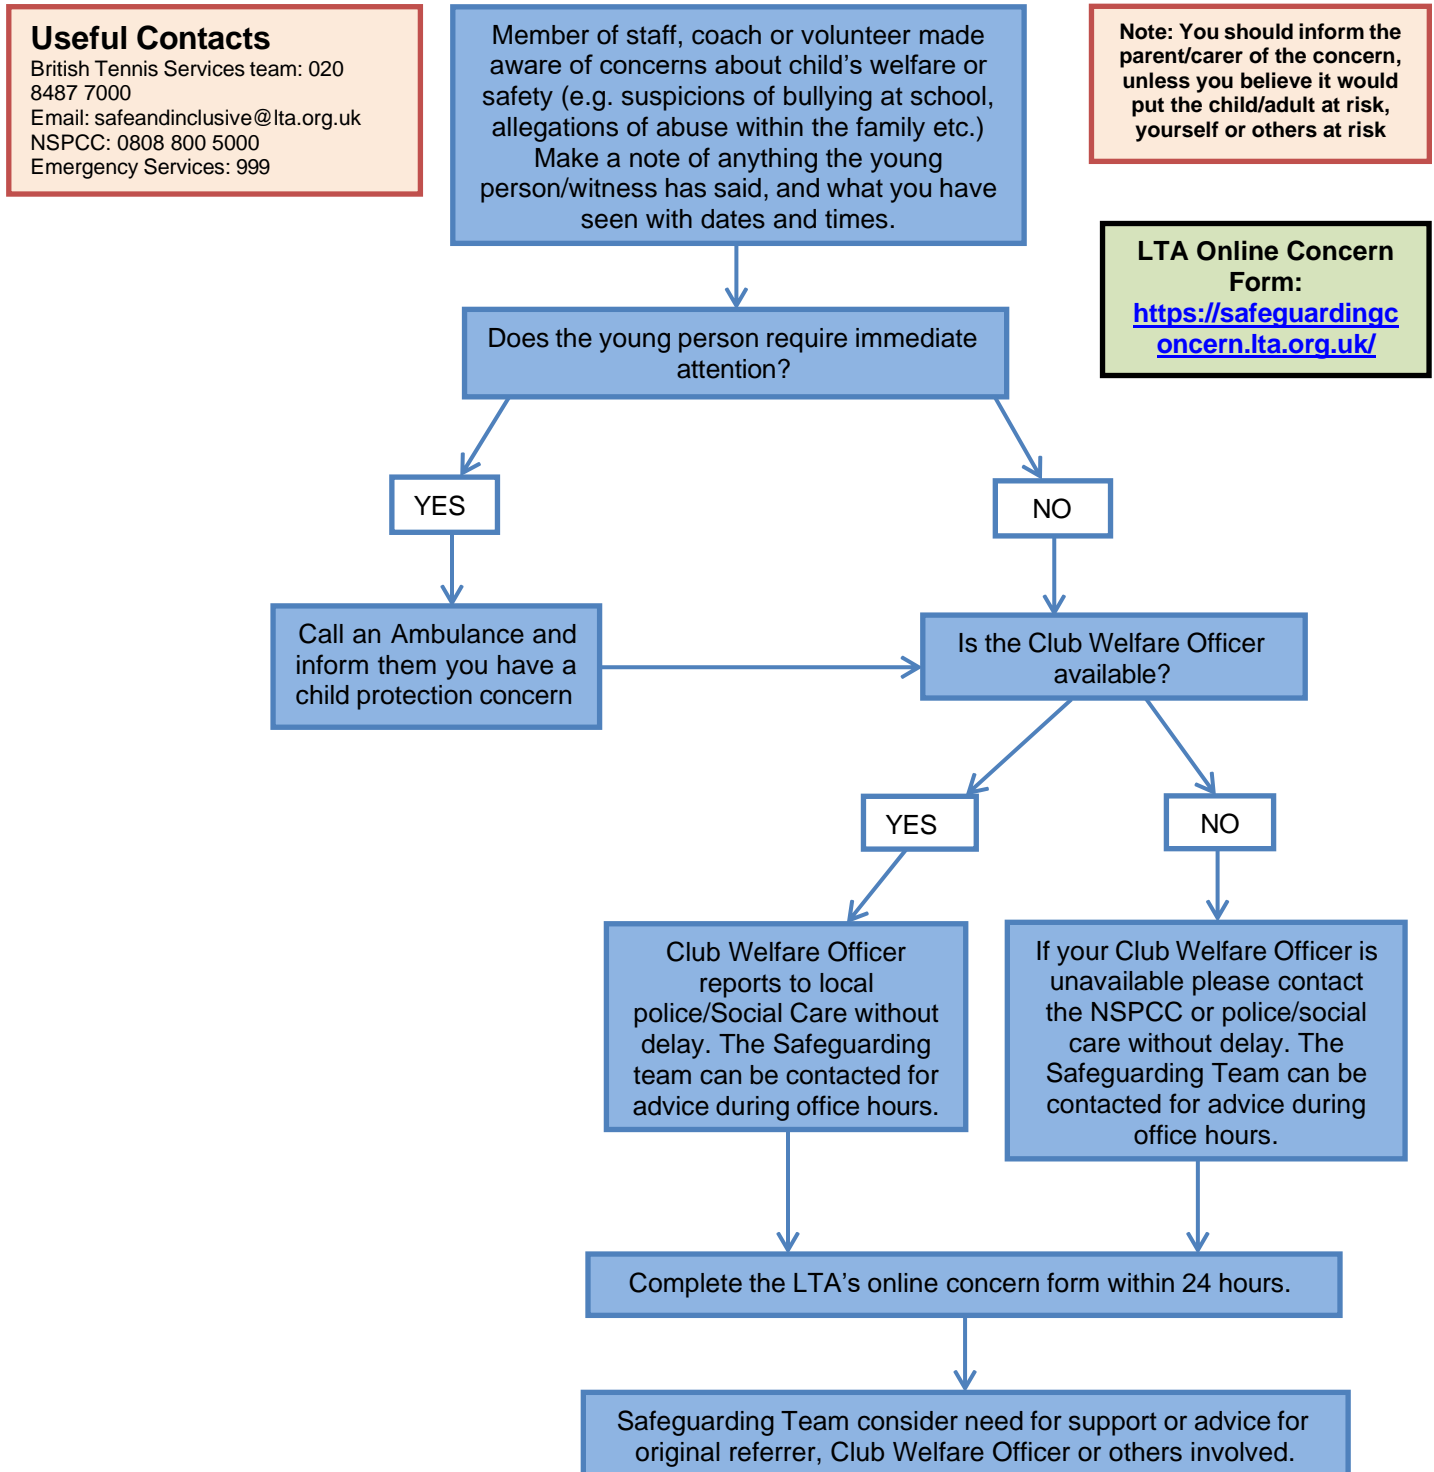 Useful Contacts
British Tennis Services team: 020
8487 7000
Email: safeandinclusive@lta.org.uk
NSPCC: 0808 800 5000
Emergency Services: 999
Member of staff, coach or volunteer made
aware of concerns about child’s welfare or
safety (e.g. suspicions of bullying at school,
allegations of abuse within the family etc.)
Make a note of anything the young
person/witness has said, and what you have
seen with dates and times.
Note: You should inform the
parent/carer of the concern,
unless you believe it would
put the child/adult at risk,
yourself or others at risk
LTA Online Concern
Form:
https://safeguardingc
oncern.lta.org.uk/
Does the young person require immediate
attention?
YES
NO
Call an Ambulance and
inform them you have a
child protection concern
Is the Club Welfare Officer
available?
YES
NO
Club Welfare Officer
reports to local
police/Social Care without
delay. The Safeguarding
team can be contacted for
advice during office hours.
If your Club Welfare Officer is
unavailable please contact
the NSPCC or police/social
care without delay. The
Safeguarding Team can be
contacted for advice during
office hours.
Complete the LTA’s online concern form within 24 hours.
Safeguarding Team consider need for support or advice for
original referrer, Club Welfare Officer or others involved.